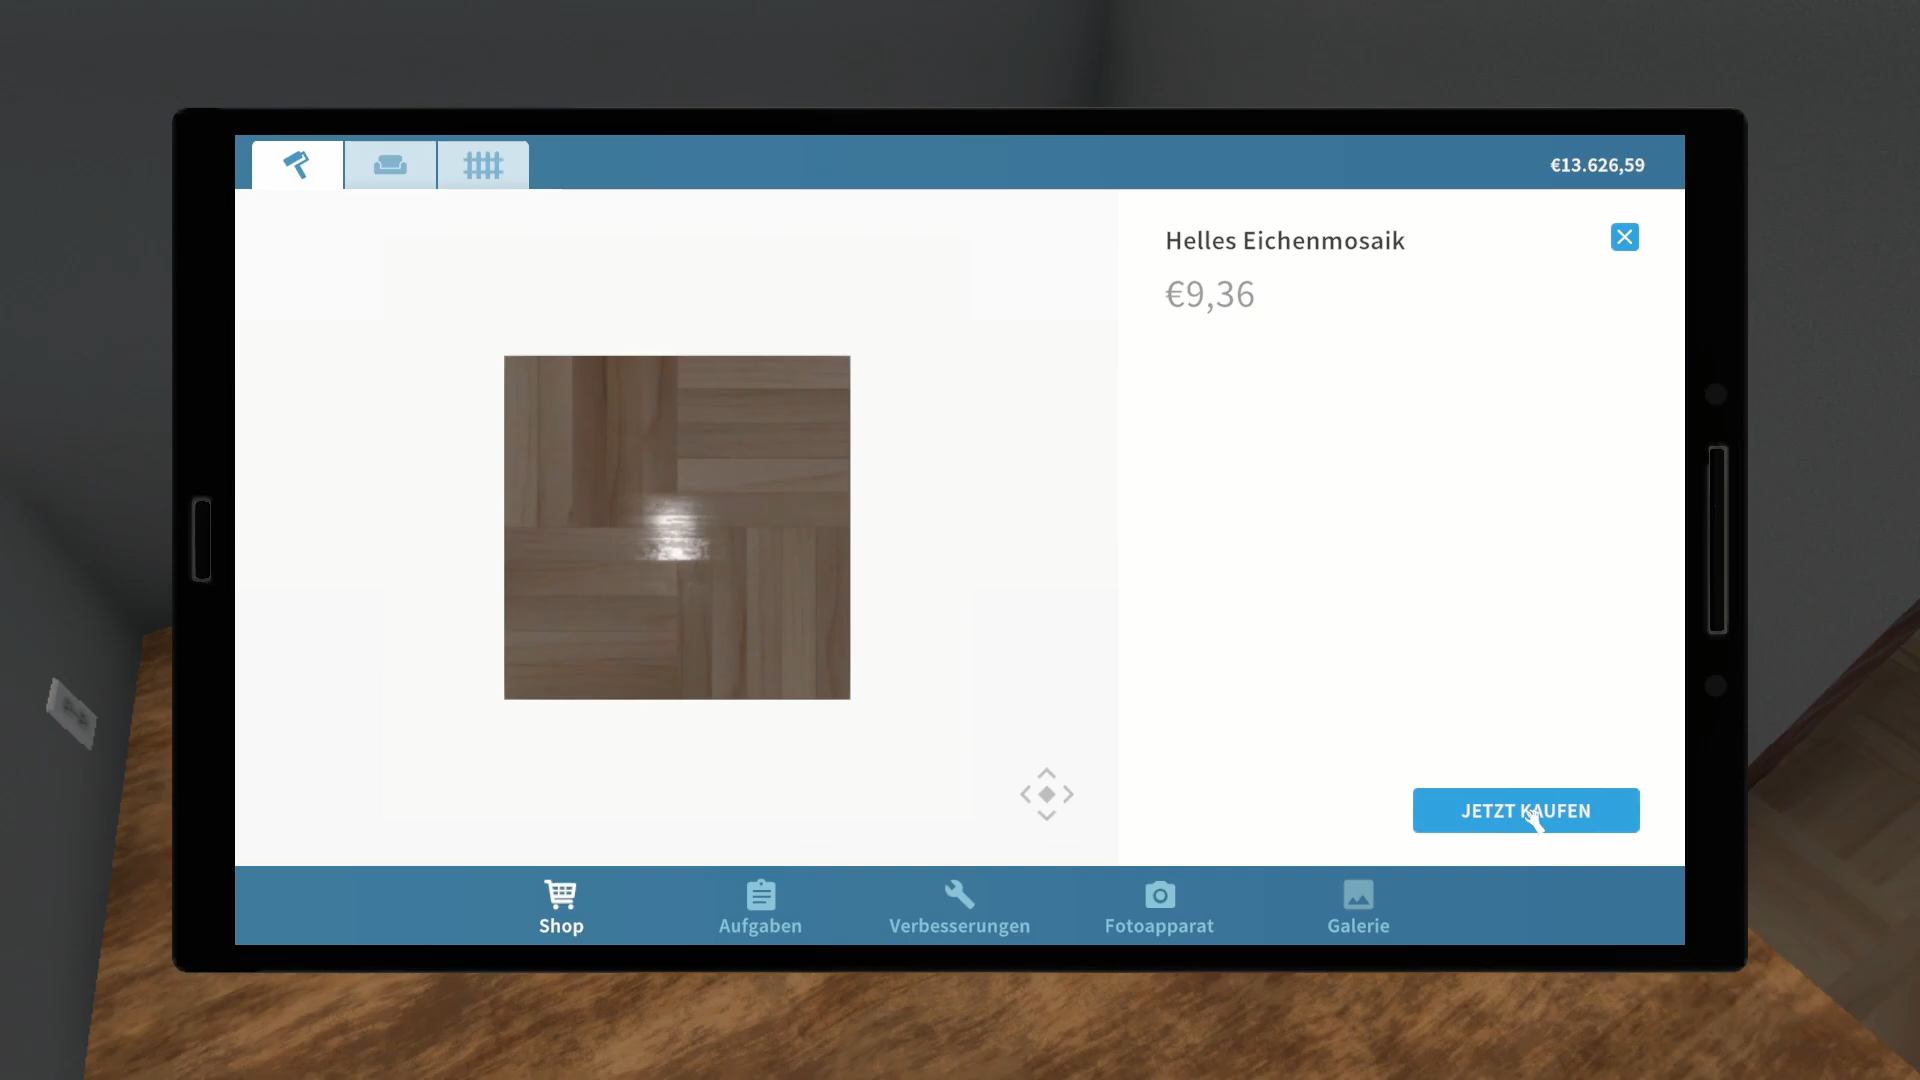 €13.626,59
Helles Eichenmosaik
€9,36
JETZT KAUFEN
Shop
Aufgaben
Verbesserungen
Fotoapparat
Galerie